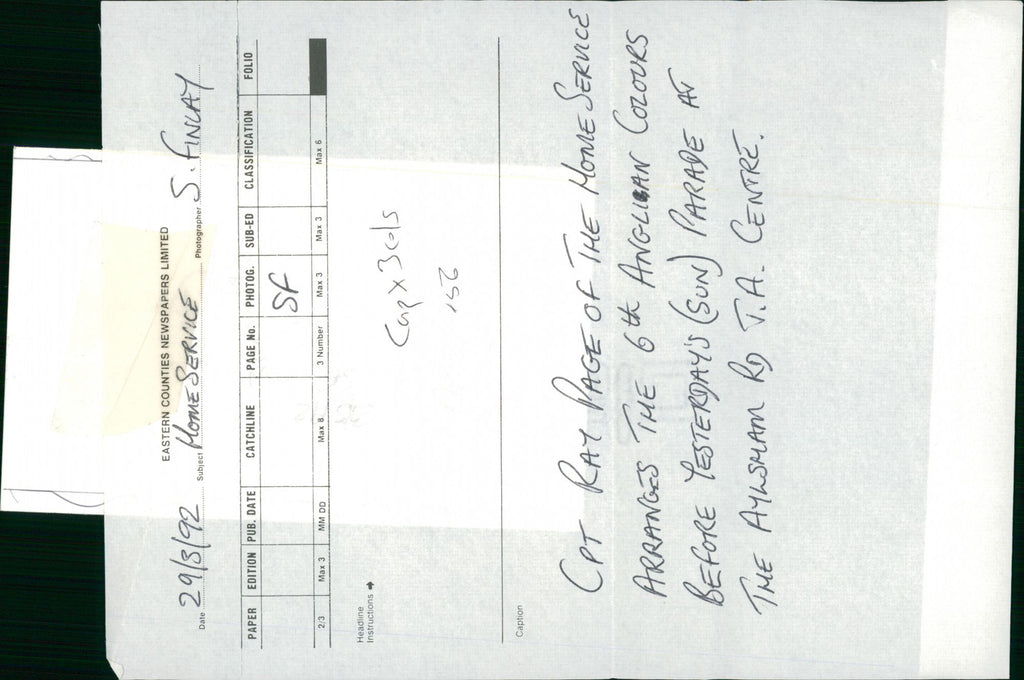 EASTERN COUNTIES NEWSPAPERS LIMITED
Date 29/3/92 Subject HOME SERVICE Photographer S. FINLAY
PAPER EDITION PUB. DATE CATCHLINE PAGE No. PHOTOG. SUB-ED CLASSIFICATION FOLIO
SF
2/3 Max 3 MM DD Max 8 3 Number Max 3 Max 3 Max 6
Headline
Instructions
Cap x 3 cols
152
Caption
CPT RAY PAGE OF THE HOME SERVICE
ARRANGES THE 6th ANGLIAN COLOURS
BEFORE YESTERDAY'S (SUN) PARADE AT
THE AYLSHAM RD T.A. CENTRE.